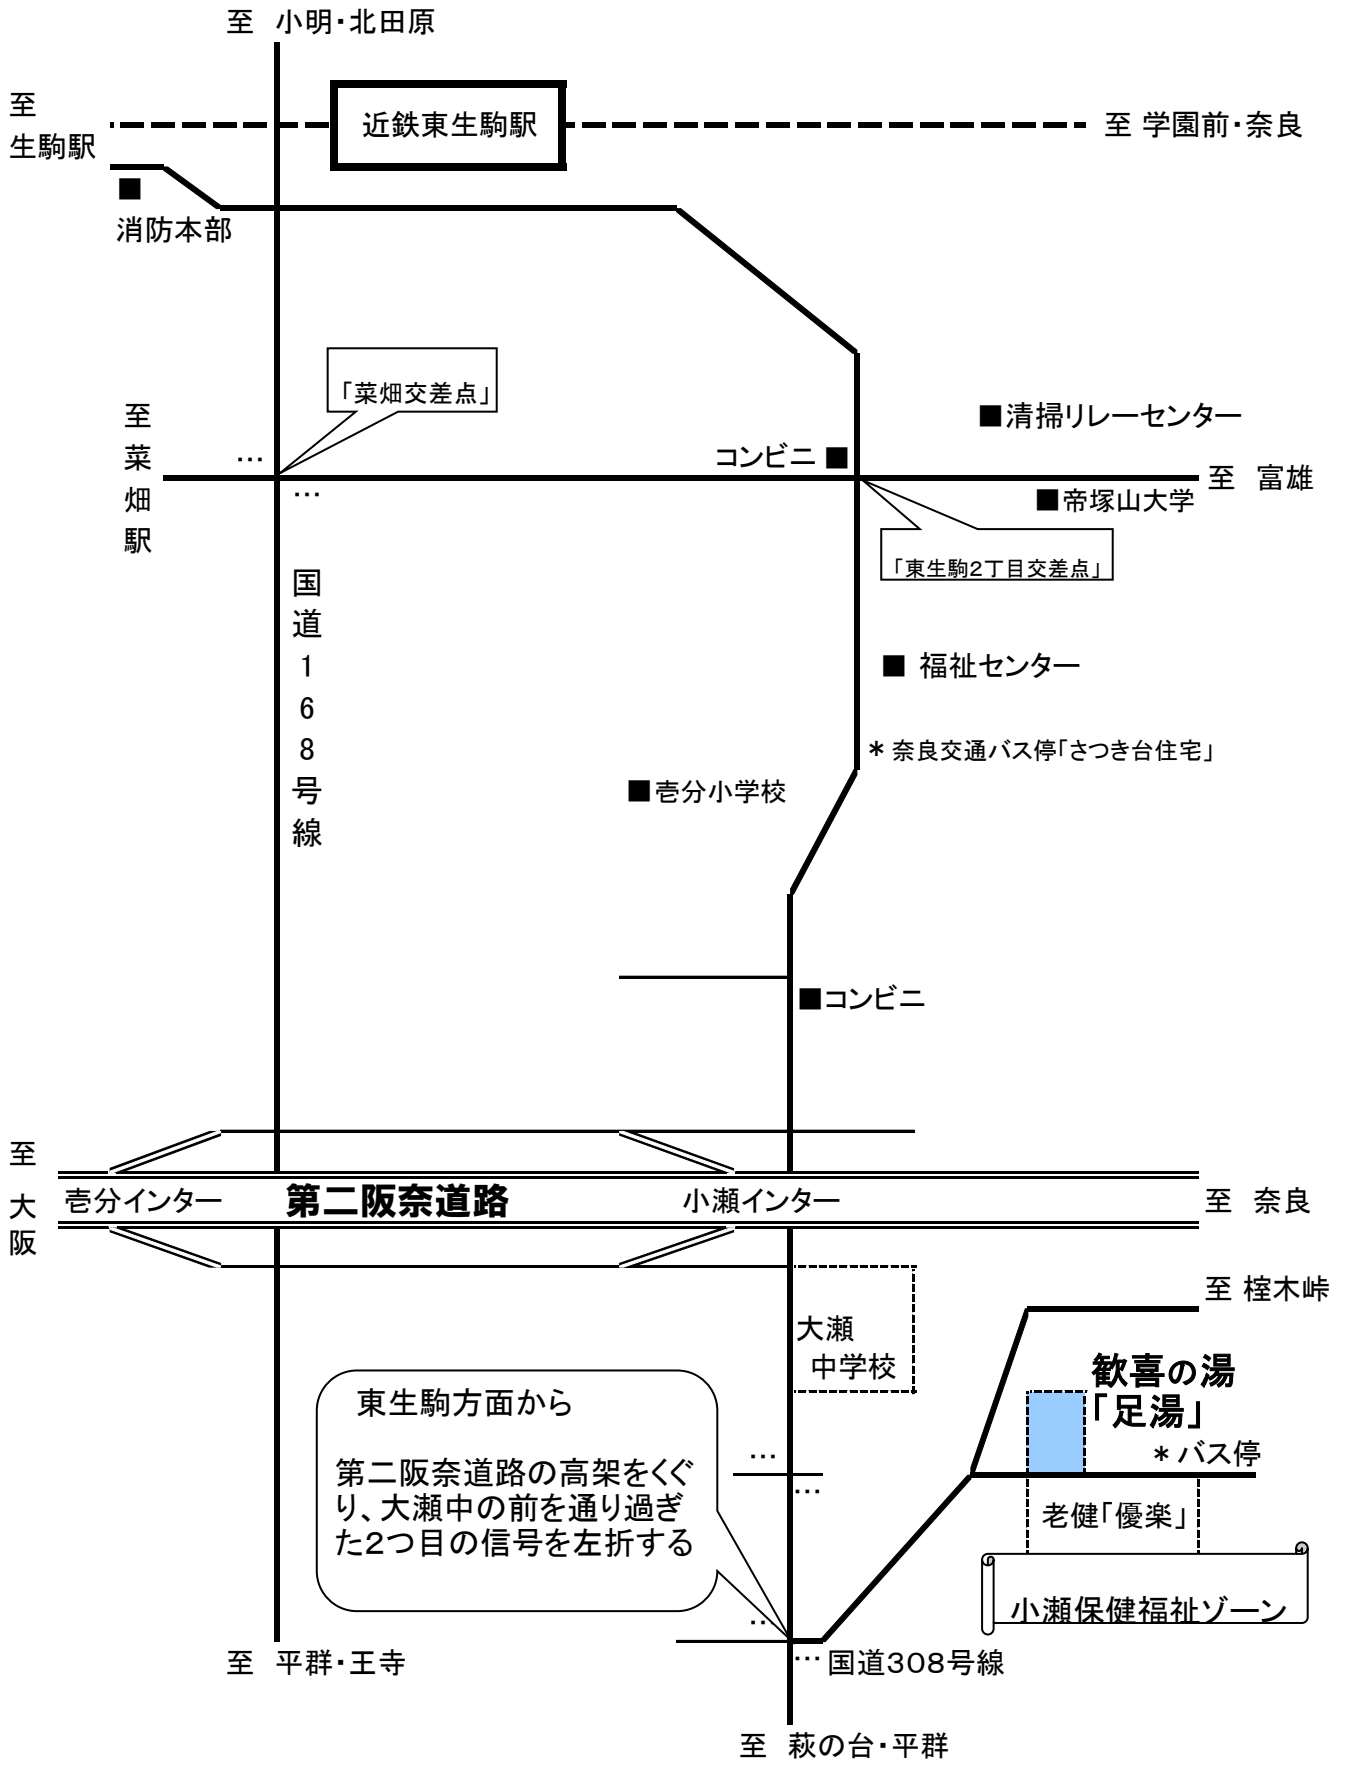 至　小明・北田原
至
生駒駅
近鉄東生駒駅
至 学園前・奈良
■
消防本部
「菜畑交差点」
至菜畑駅
…
…
コンビニ ■
■清掃リレーセンター
至　富雄
■帝塚山大学
「東生駒2丁目交差点」
国道168号線
■ 福祉センター
* 奈良交通バス停「さつき台住宅」
■壱分小学校
■コンビニ
至
大阪
壱分インター
第二阪奈道路
小瀬インター
至　奈良
至 榁木峠
大瀬
中学校
歓喜の湯
「足湯」
* バス停
東生駒方面から
第二阪奈道路の高架をくぐ
り、大瀬中の前を通り過ぎ
た2つ目の信号を左折する
…
…
老健「優楽」
小瀬保健福祉ゾーン
…
…
国道308号線
至　平群・王寺
至　萩の台・平群